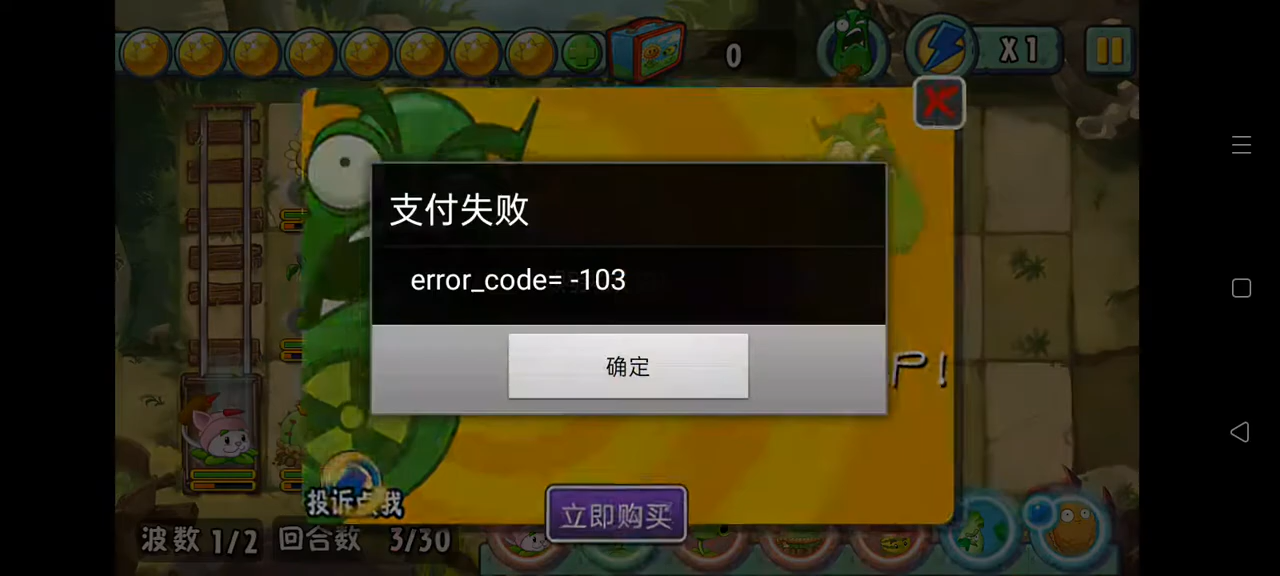 0
X1
支付失败
error_code= -103
确定
P!
投诉点我
立即购买
波数 1/2 回合数 3/30